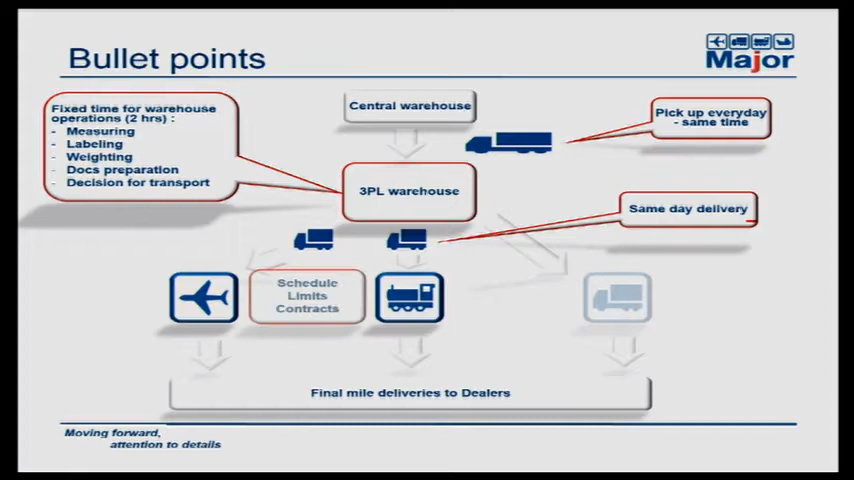 Bullet points
Major
Fixed time for warehouse
operations (2 hrs) :
- Measuring
- Labeling
- Weighting
- Docs preparation
- Decision for transport
Central warehouse
Pick up everyday
- same time
3PL warehouse
Same day delivery
Schedule
Limits
Contracts
Final mile deliveries to Dealers
Moving forward,
attention to details